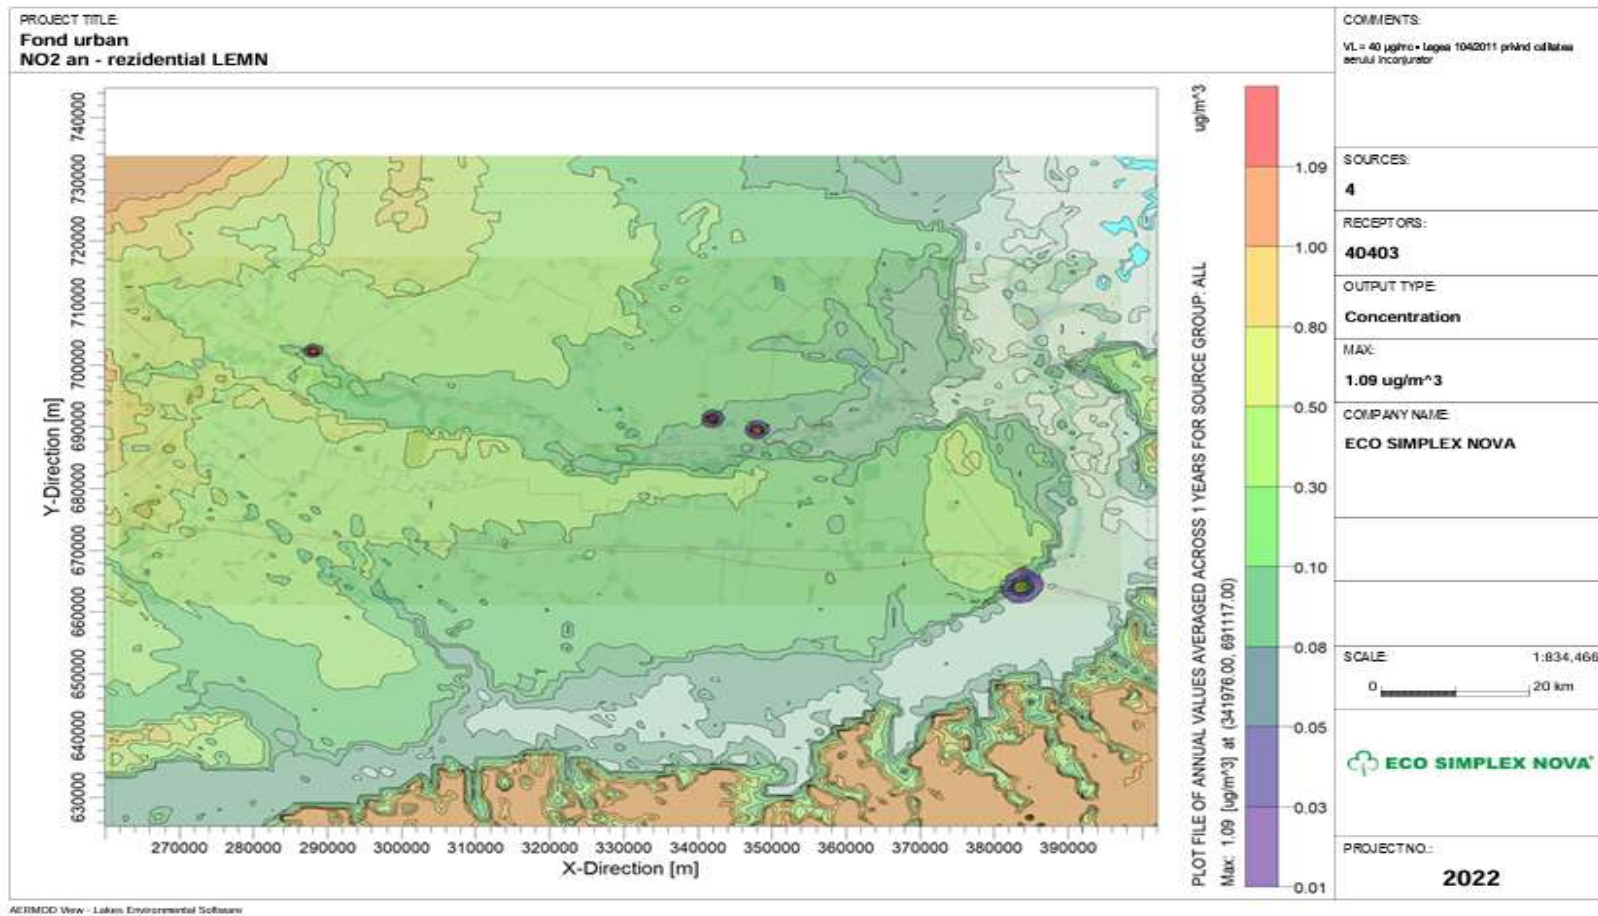 PROJECT TITLE:
Fond urban
NO2 an - rezidential LEMN
COMMENTS:
VL = 40 µg/mc - Legea 104/2011 privind calitatea
aerului inconjurator
SOURCES:
4
RECEPTORS:
40403
OUTPUT TYPE:
Concentration
MAX:
1.09 ug/m^3
COMPANY NAME:
ECO SIMPLEX NOVA
SCALE:
1:834,466
0
20 km
ECO SIMPLEX NOVA
PROJECT NO.:
2022
Y-Direction [m]
740000
730000
720000
710000
700000
690000
680000
670000
660000
650000
640000
630000
270000
280000
290000
300000
310000
320000
330000
340000
350000
360000
370000
380000
390000
X-Direction [m]
PLOT FILE OF ANNUAL VALUES AVERAGED ACROSS 1 YEARS FOR SOURCE GROUP: ALL
ug/m^3
Max: 1.09 [ug/m^3] at (341976.00, 691117.00)
1.09
1.00
0.80
0.50
0.30
0.10
0.08
0.05
0.03
0.01
AERMOD View - Lakes Environmental Software